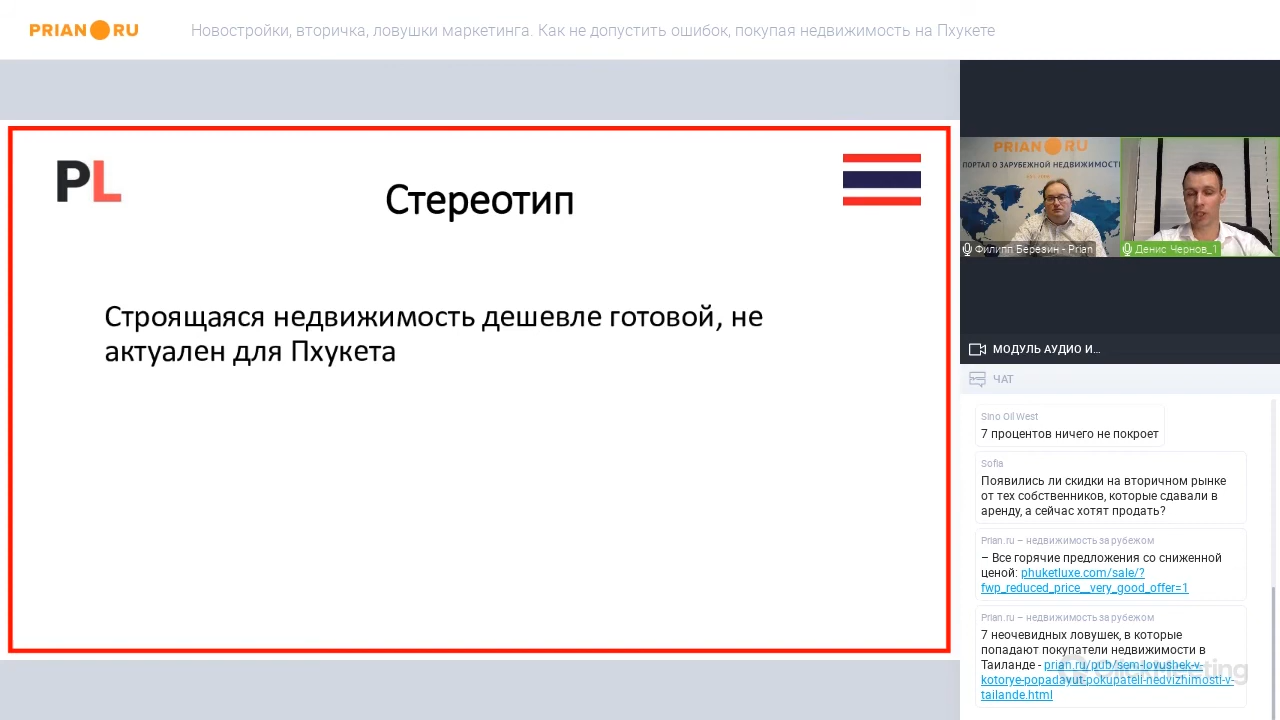 PRIAN RU
Новостройки, вторичка, ловушки маркетинга. Как не допустить ошибок, покупая недвижимость на Пхукете
PL
Стереотип
Строящаяся недвижимость дешевле готовой, не
актуален для Пхукета
PRIAN RU
ПОРТАЛ О ЗАРУБЕЖНОЙ НЕДВИЖИМОСТИ
Филипп Березин - Prian
Денис Чернов_1
МОДУЛЬ АУДИО И...
ЧАТ
Sino Oil West
7 процентов ничего не покроет
Sofia
Появились ли скидки на вторичном рынке
от тех собственников, которые сдавали в
аренду, а сейчас хотят продать?
Prian.ru – недвижимость за рубежом
– Все горячие предложения со сниженной
ценой: phuketluxe.com/sale/?
fwp_reduced_price__very_good_offer=1
Prian.ru – недвижимость за рубежом
7 неочевидных ловушек, в которые
попадают покупатели недвижимости в
Таиланде - prian.ru/pub/sem-lovushek-v-
kotorye-popadayut-pokupateli-nedvizhimosti-v-
tailande.html